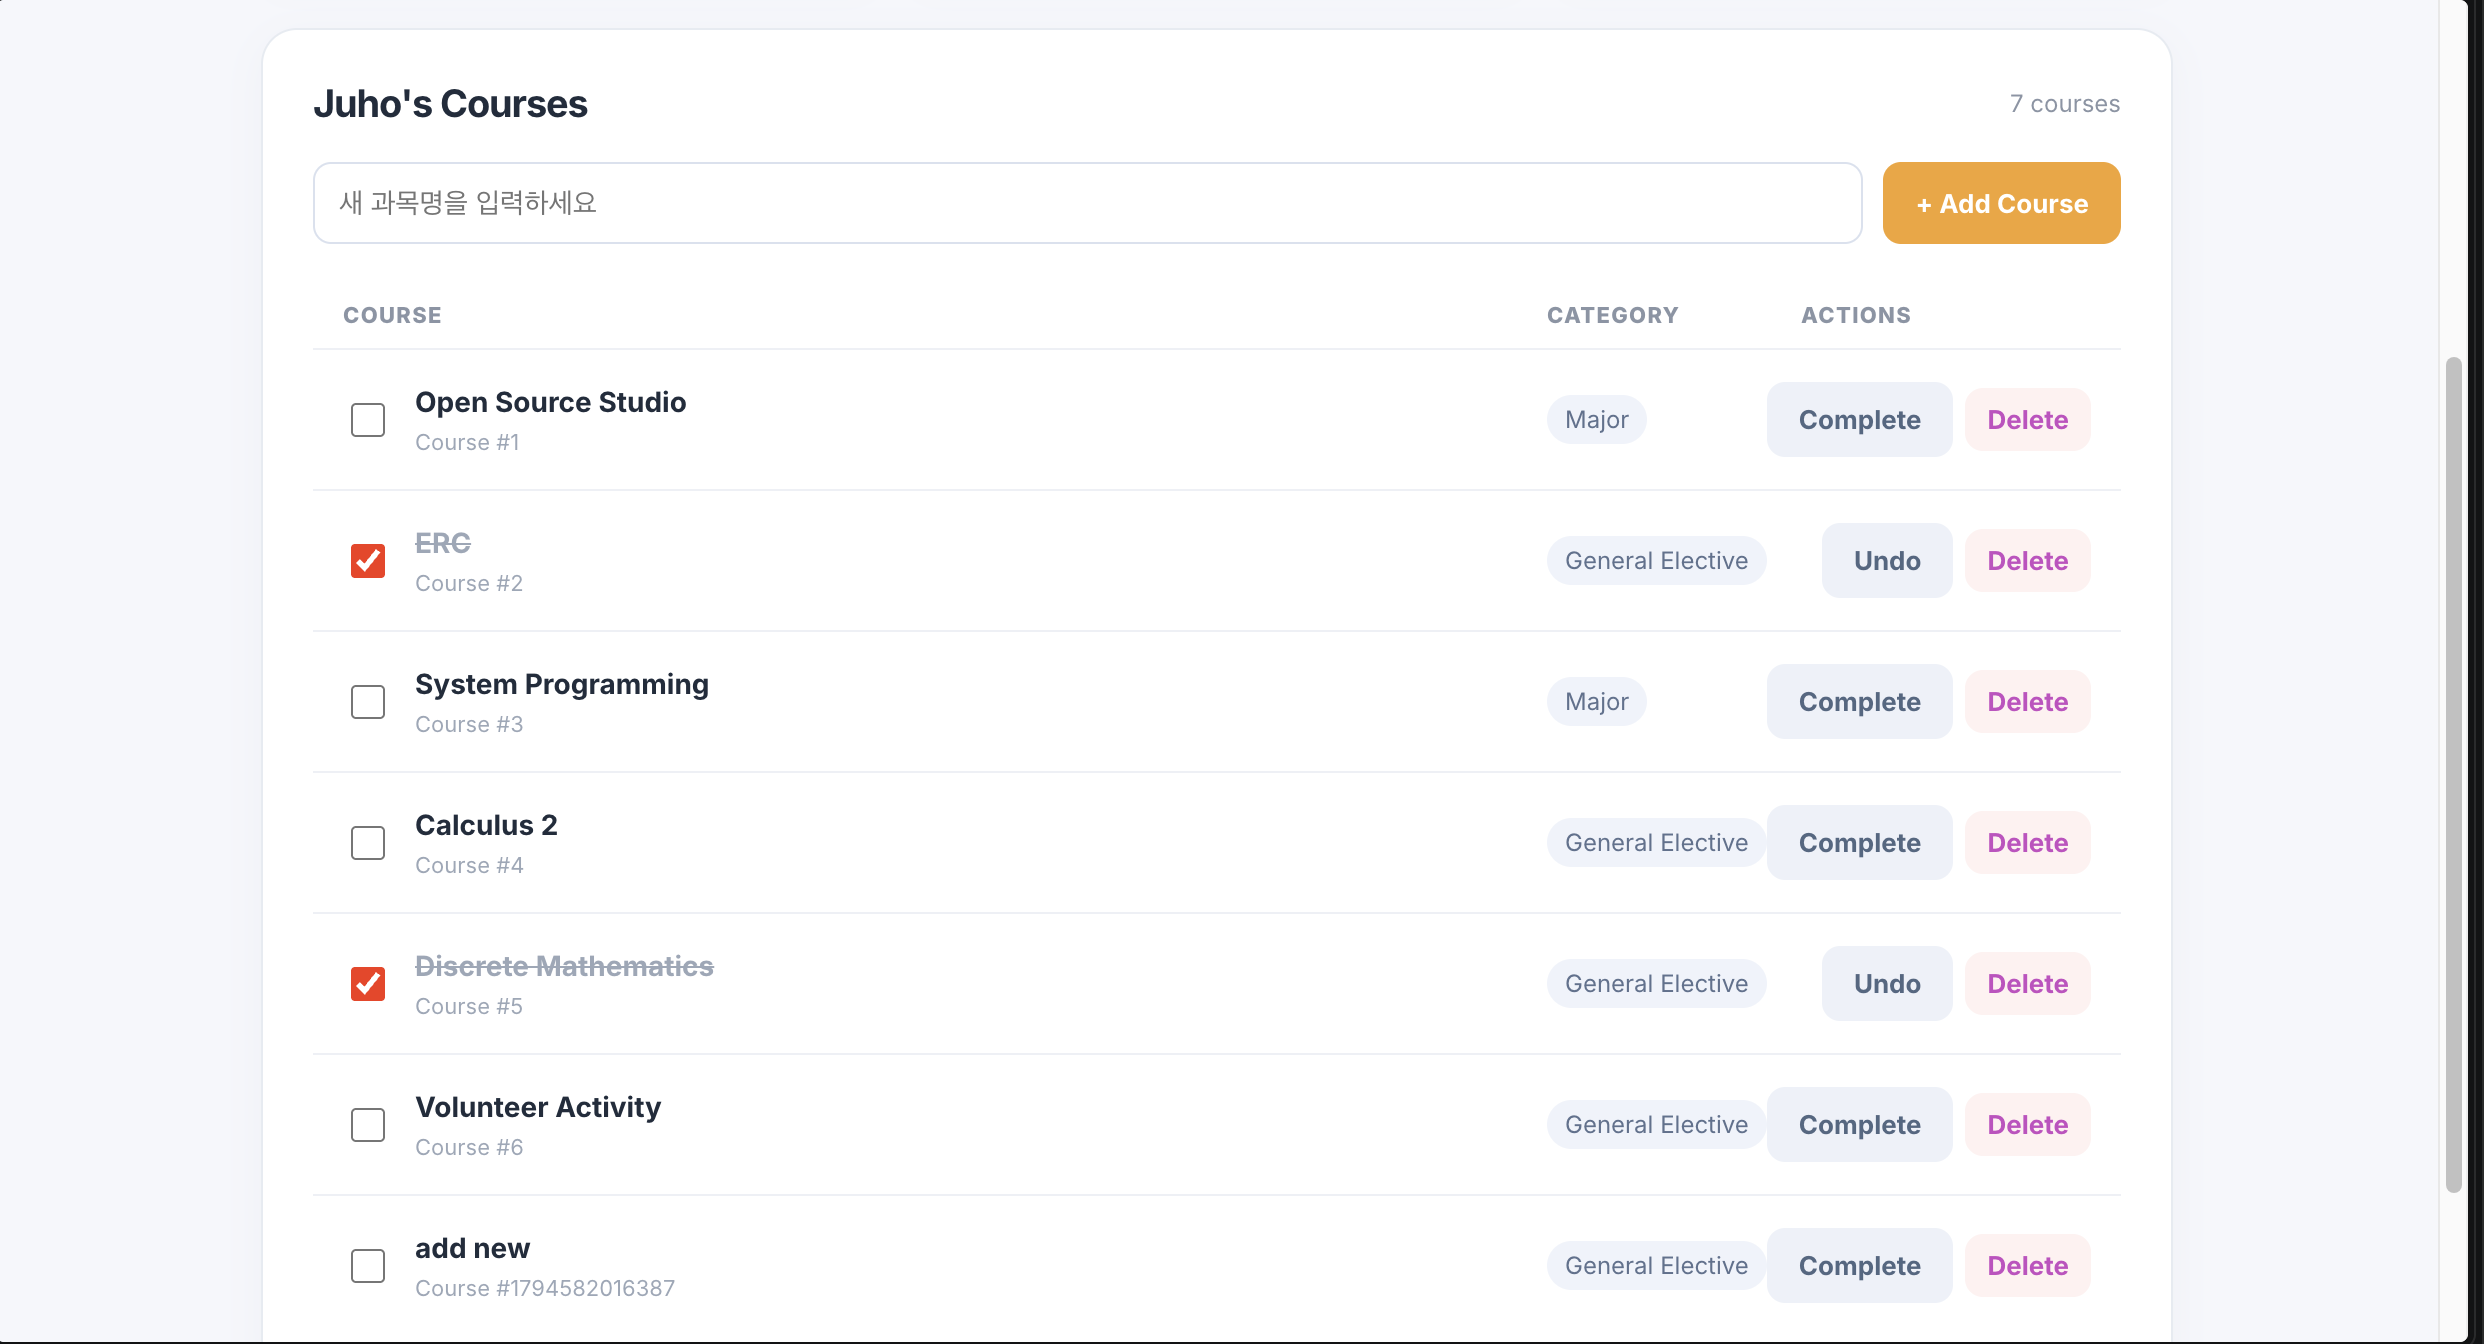 Juho's Courses
7 courses
새 과목명을 입력하세요
+ Add Course
COURSE CATEGORY ACTIONS
Open Source Studio
Course #1
Major Complete Delete
ERC
Course #2
General Elective Undo Delete
System Programming
Course #3
Major Complete Delete
Calculus 2
Course #4
General Elective Complete Delete
Discrete Mathematics
Course #5
General Elective Undo Delete
Volunteer Activity
Course #6
General Elective Complete Delete
add new
Course #1794582016387
General Elective Complete Delete